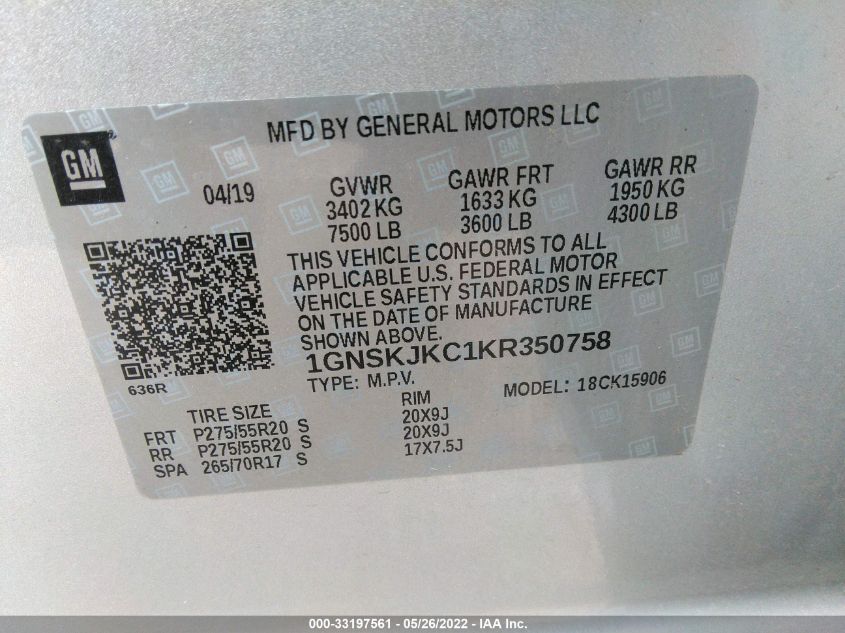 MFD BY GENERAL MOTORS LLC
GM
04/19
GVWR GAWR FRT GAWR RR
3402 KG 1633 KG 1950 KG
7500 LB 3600 LB 4300 LB
THIS VEHICLE CONFORMS TO ALL
APPLICABLE U.S. FEDERAL MOTOR
VEHICLE SAFETY STANDARDS IN EFFECT
ON THE DATE OF MANUFACTURE
SHOWN ABOVE.
1GNSKJKC1KR350758
636R
TYPE: M.P.V. MODEL: 18CK15906
TIRE SIZE RIM
FRT P275/55R20 S 20X9J
RR P275/55R20 S 20X9J
SPA 265/70R17 S 17X7.5J
000-33197561 - 05/26/2022 - IAA Inc.